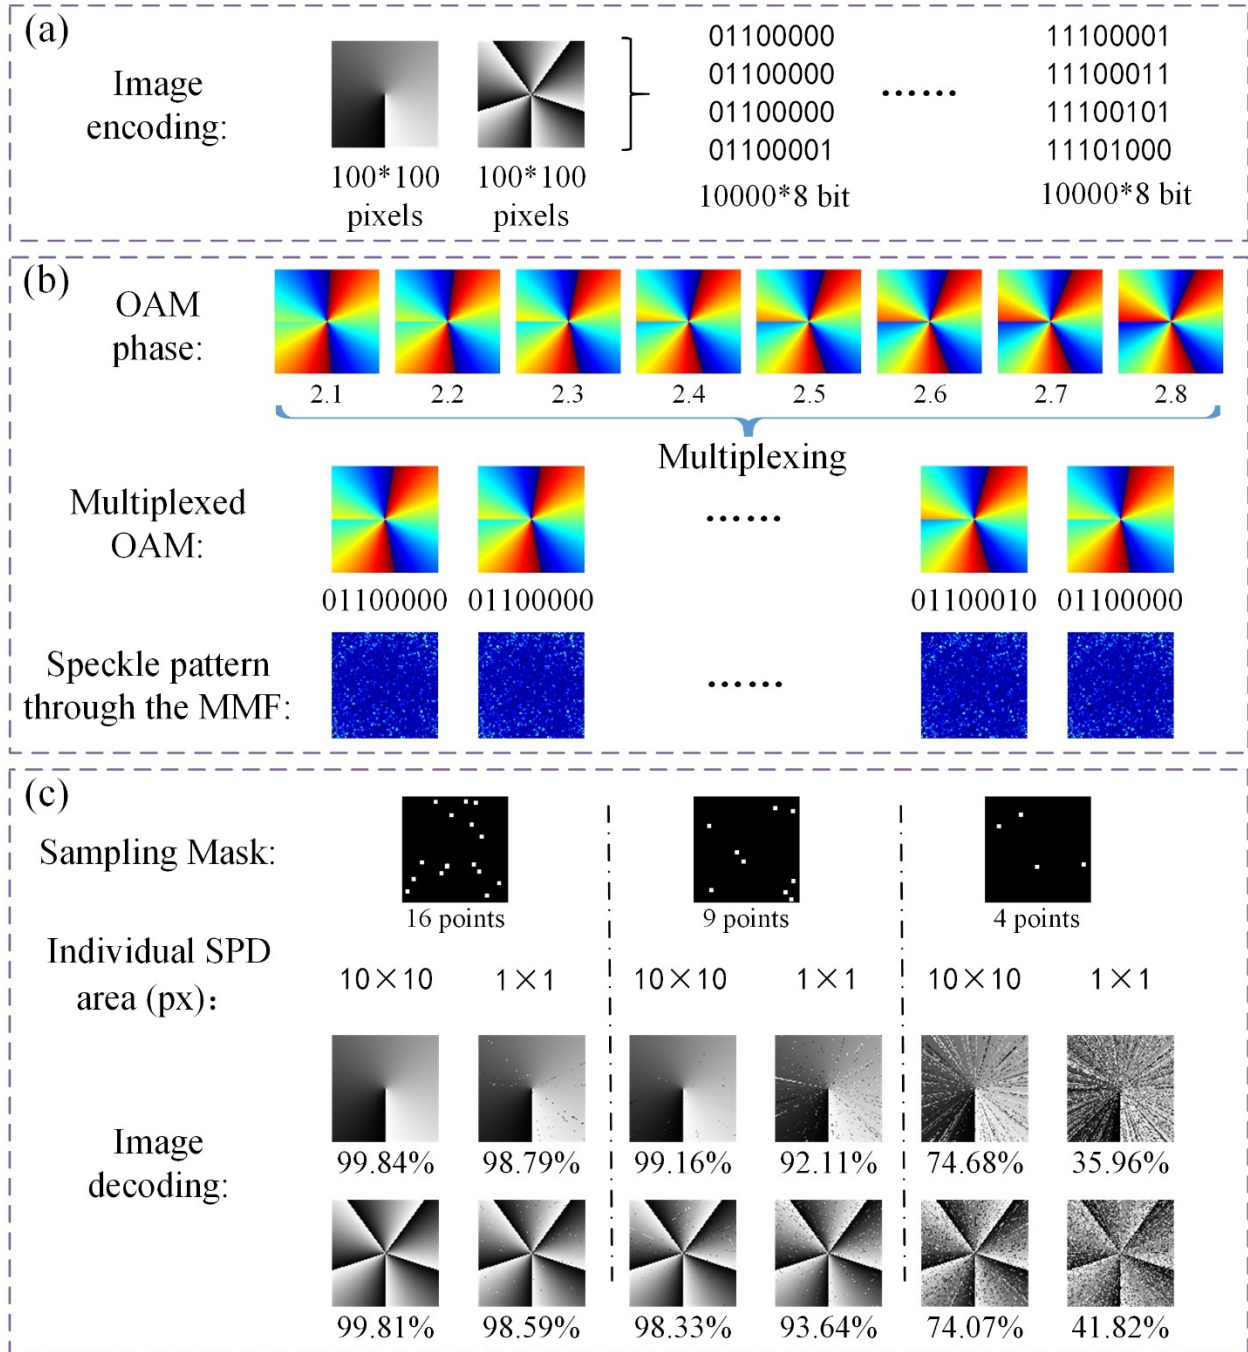 (a)
Image
encoding:
100*100
pixels
100*100
pixels
01100000
01100000
01100000
01100001
10000*8 bit
......
11100001
11100011
11100101
11101000
10000*8 bit
(b)
OAM
phase:
2.1 2.2 2.3 2.4 2.5 2.6 2.7 2.8
Multiplexing
Multiplexed
OAM:
......
01100000 01100000 01100010 01100000
Speckle pattern
through the MMF:
......
(c)
Sampling Mask:
16 points 9 points 4 points
Individual SPD
area (px):
10×10 1×1 10×10 1×1 10×10 1×1
Image
decoding:
99.84% 98.79% 99.16% 92.11% 74.68% 35.96%
99.81% 98.59% 98.33% 93.64% 74.07% 41.82%